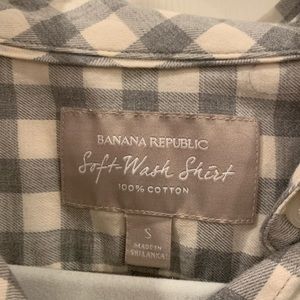 BANANA REPUBLIC
Soft-Wash Shirt
100% COTTON
S
MADE IN
SRI LANKA